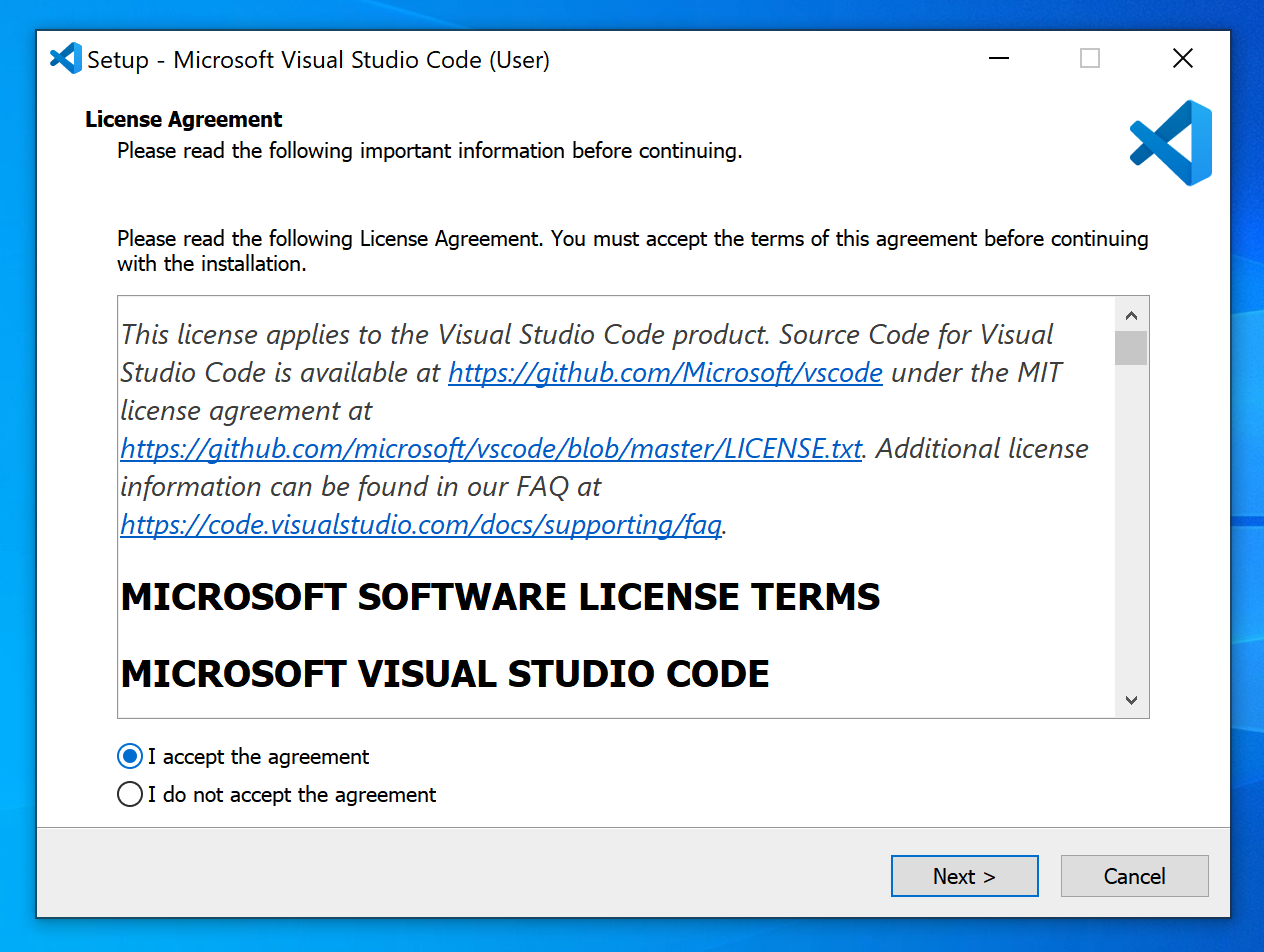 Setup - Microsoft Visual Studio Code (User)
License Agreement
Please read the following important information before continuing.
Please read the following License Agreement. You must accept the terms of this agreement before continuing
with the installation.
This license applies to the Visual Studio Code product. Source Code for Visual
Studio Code is available at https://github.com/Microsoft/vscode under the MIT
license agreement at
https://github.com/microsoft/vscode/blob/master/LICENSE.txt. Additional license
information can be found in our FAQ at
https://code.visualstudio.com/docs/supporting/faq.
MICROSOFT SOFTWARE LICENSE TERMS
MICROSOFT VISUAL STUDIO CODE
I accept the agreement
I do not accept the agreement
Next >
Cancel